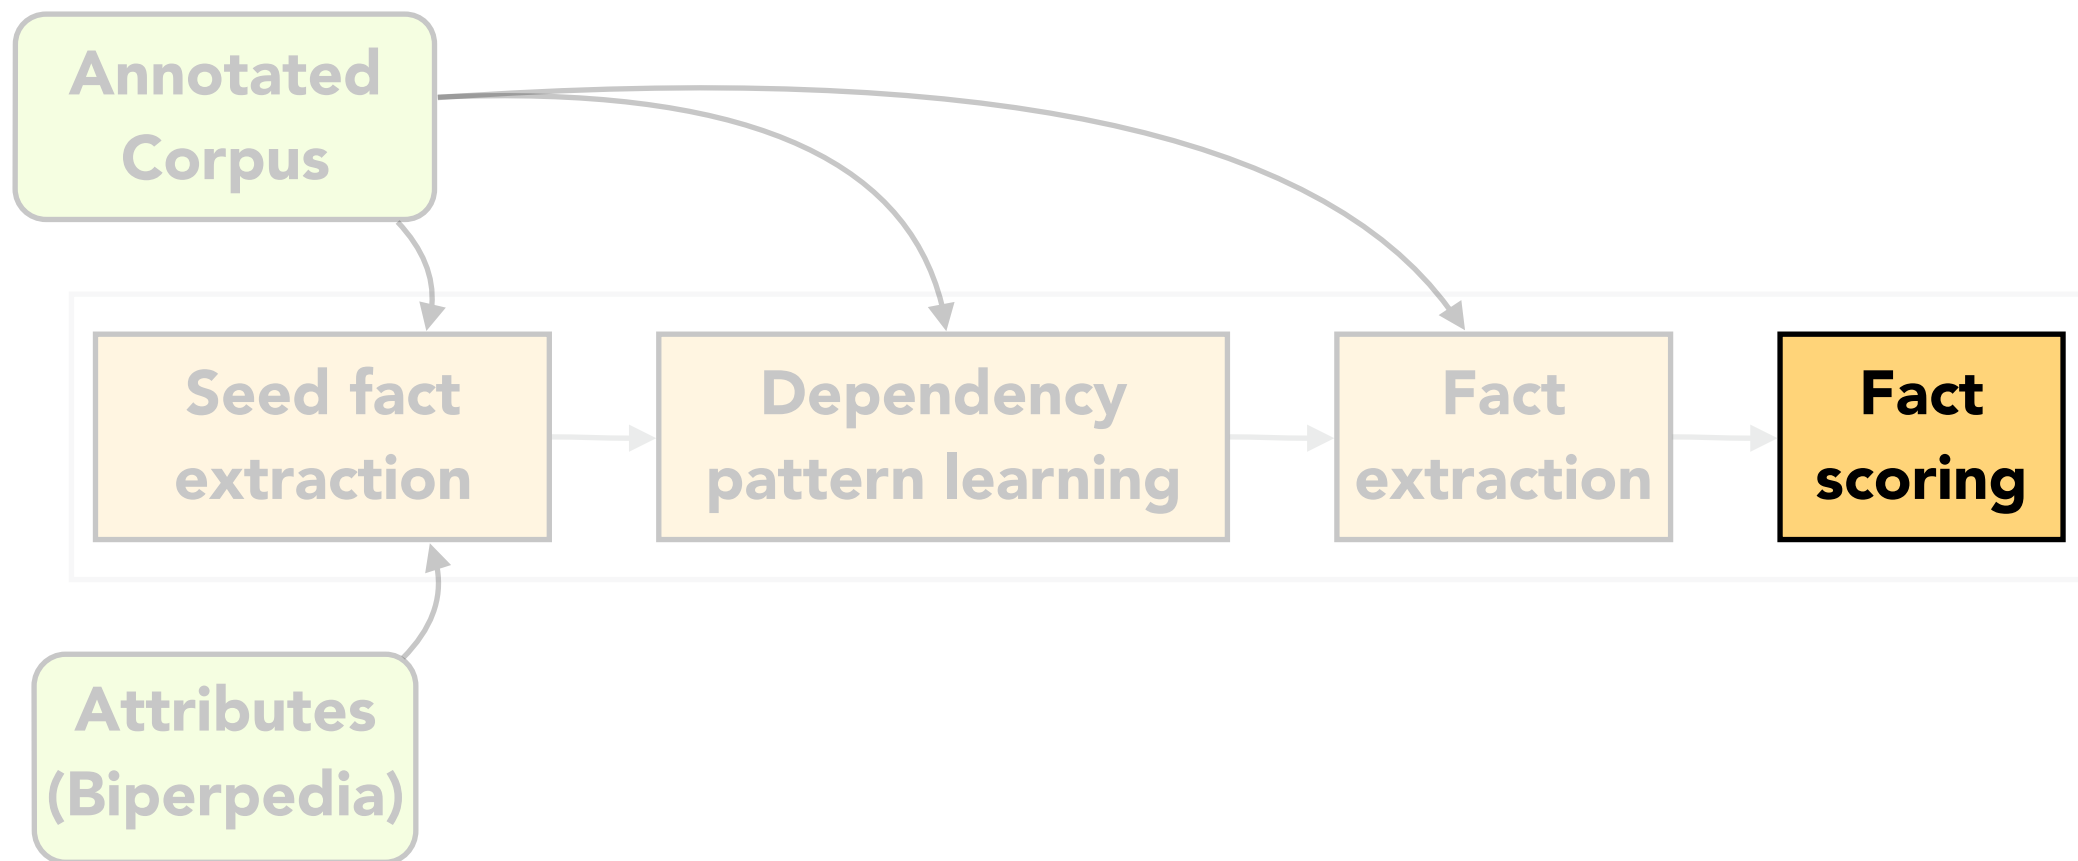 Annotated
Corpus
Seed fact
extraction
Dependency
pattern learning
Fact
extraction
Fact
scoring
Attributes
(Biperpedia)